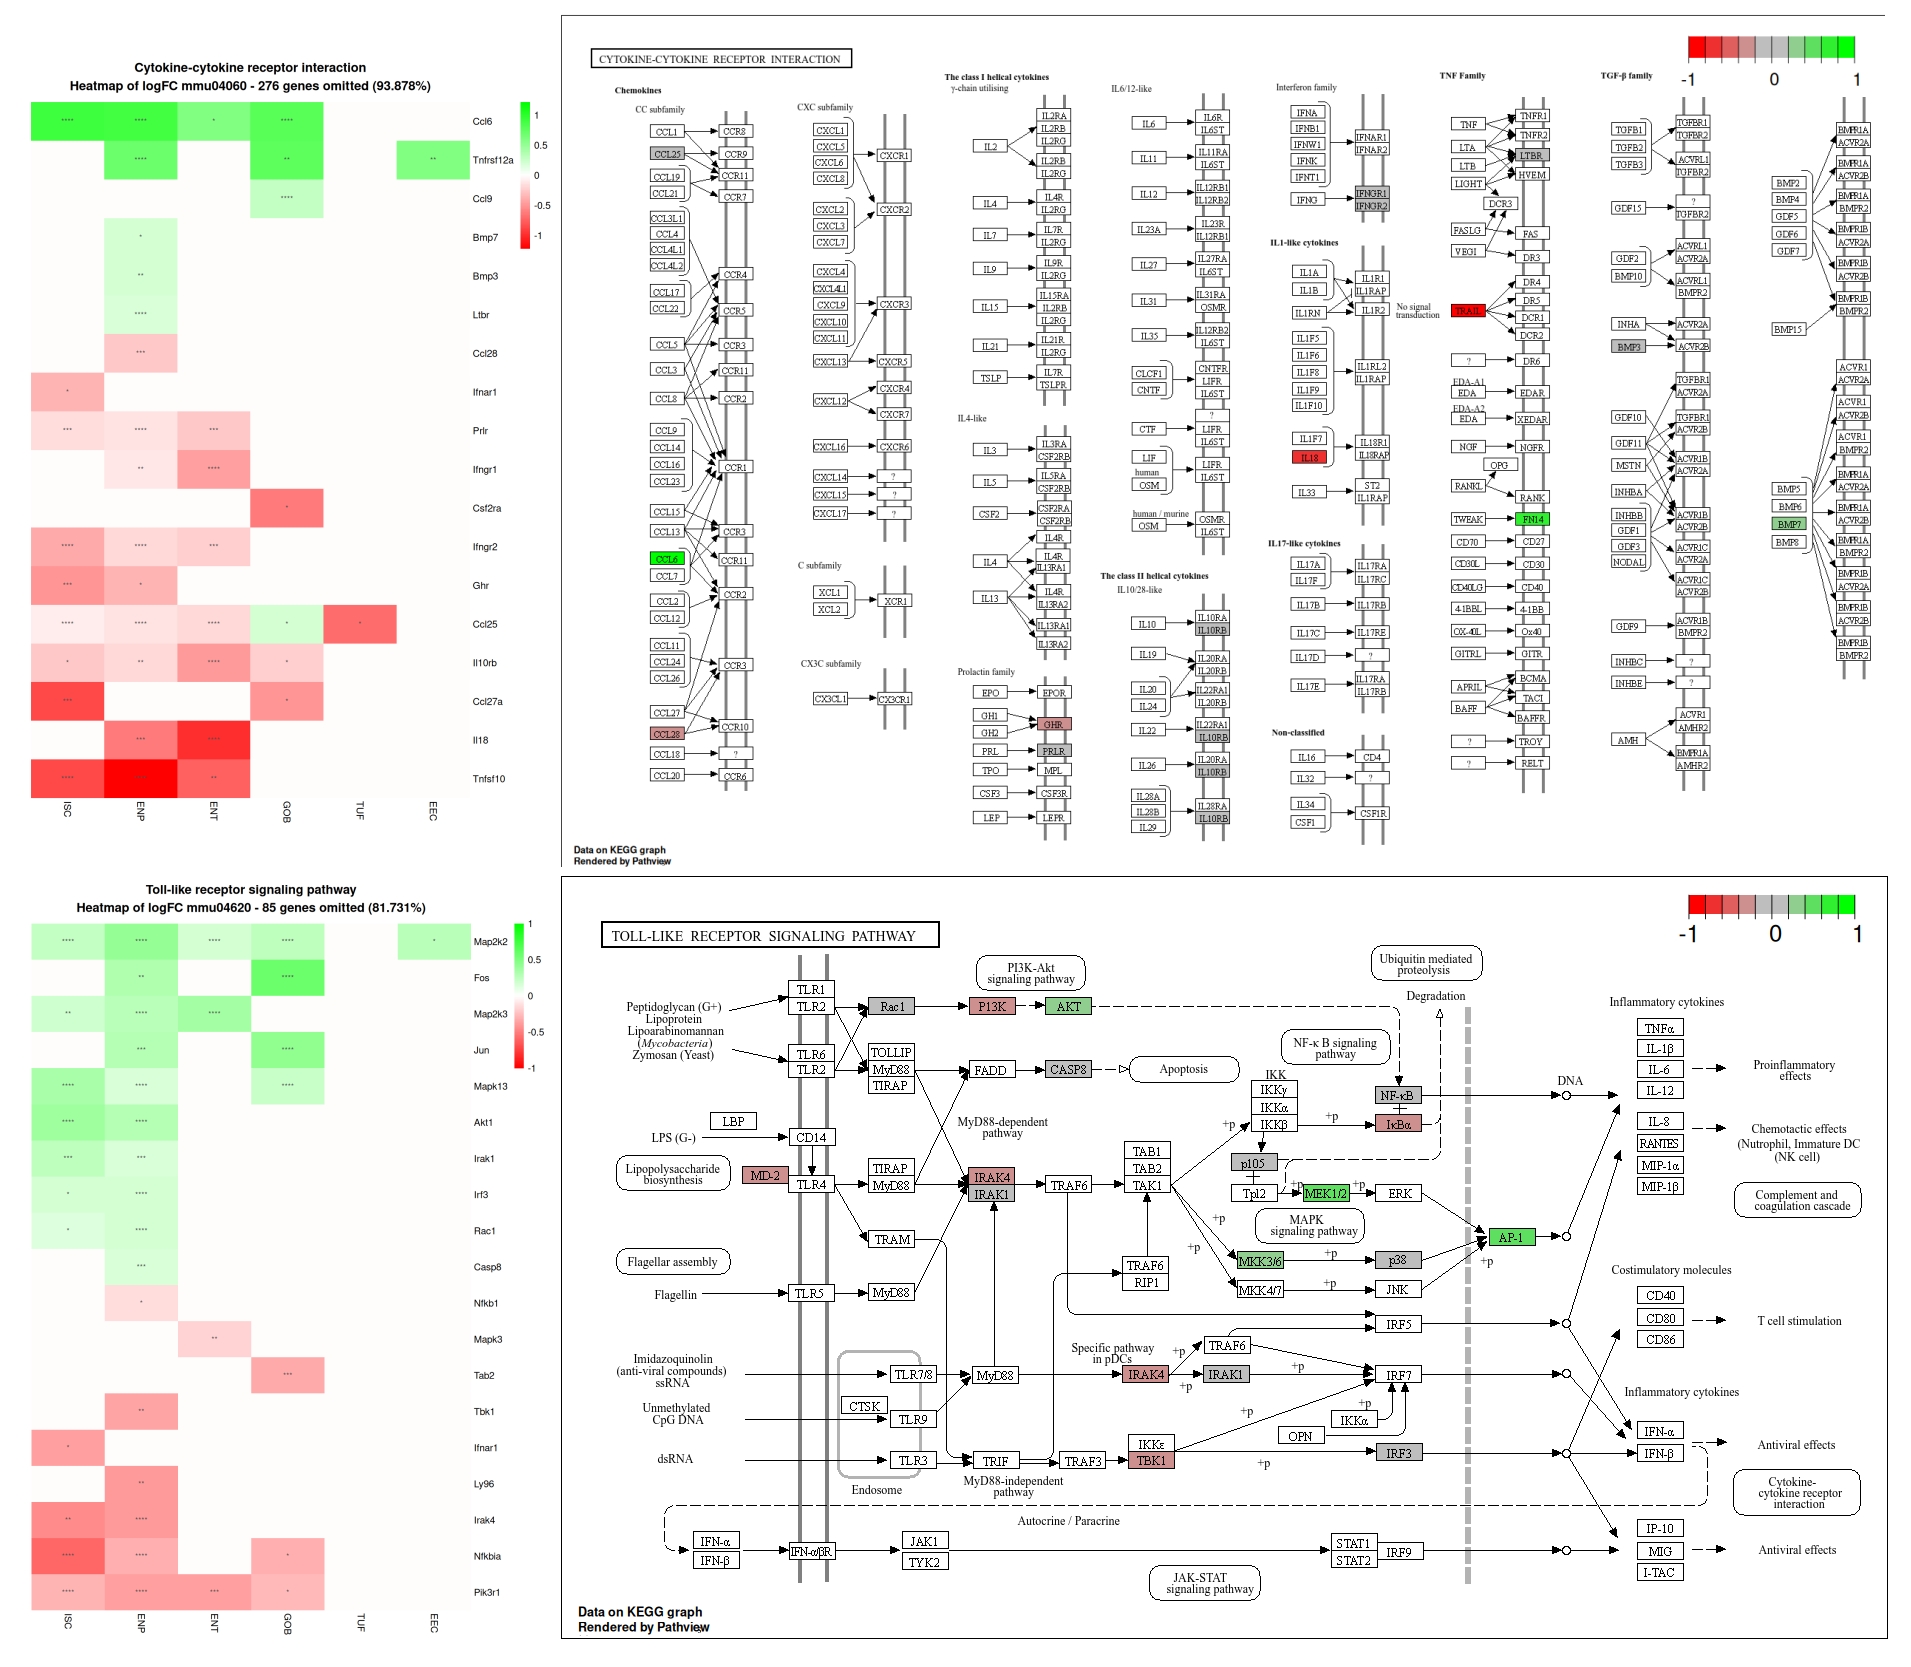 Cytokine-cytokine receptor interaction
Heatmap of logFC mmu04060 - 276 genes omitted (93.878%)
1
0.5
0
-0.5
-1
Ccl6
Tnfrsf12a
Ccl9
Bmp7
Bmp3
Ltbr
Ccl28
Ifnar1
Prlr
Ifngr1
Csf2ra
Ifngr2
Ghr
Ccl25
Il10rb
Ccl27a
Il18
Tnfsf10
ISC
ENP
ENT
GOB
TUF
EEC
CYTOKINE-CYTOKINE RECEPTOR INTERACTION
-1
0
1
Chemokines
CC subfamily
CCL1
CCL25
CCL19
CCL21
CCL3L1
CCL4
CCL4L1
CCL4L2
CCL17
CCL22
CCL5
CCL3
CCL8
CCL9
CCL14
CCL16
CCL23
CCL15
CCL13
CCL6
CCL7
CCL2
CCL12
CCL11
CCL24
CCL26
CCL27
CCL28
CCL18
CCL20
CCR8
CCR9
CCR11
CCR7
CCR4
CCR5
CCR3
CCR11
CCR2
CCR1
CCR3
CCR11
CCR2
CCR3
CCR10
?
CCR6
CXC subfamily
CXCL1
CXCL5
CXCL6
CXCL8
CXCL2
CXCL3
CXCL7
CXCL4
CXCL4L1
CXCL9
CXCL10
CXCL11
CXCL13
CXCL12
CXCL16
CXCL14
CXCL15
CXCL17
CXCR1
CXCR2
CXCR3
CXCR5
CXCR4
CXCR7
CXCR6
?
?
?
C subfamily
XCL1
XCL2
XCR1
CX3C subfamily
CX3CL1
CX3CR1
The class I helical cytokines
γ-chain utilising
IL2
IL4
IL7
IL9
IL15
IL21
TSLP
IL2RA
IL2RB
IL2RG
IL2RB
IL2RG
IL4R
IL2RG
IL7R
IL2RG
IL9R
IL2RG
IL15RA
IL2RB
IL2RG
IL21R
IL2RG
IL7R
TSLPR
IL4-like
IL3
IL5
CSF2
IL4
IL13
IL3RA
CSF2RB
IL5RA
CSF2RB
CSF2RA
CSF2RB
IL4R
IL4R
IL13RA1
IL4R
IL13RA2
IL13RA1
IL13RA2
Prolactin family
EPO
GH1
GH2
PRL
TPO
CSF3
LEP
EPOR
GHR
PRLR
MPL
CSF3R
LEPR
IL6/12-like
IL6
IL11
IL12
IL23A
IL27
IL31
IL35
CLCF1
CNTF
CTF
LIF
human
OSM
human / murine
OSM
IL6R
IL6ST
IL11RA
IL6ST
IL12RB1
IL12RB2
IL23R
IL12RB1
IL27RA
IL6ST
IL31RA
OSMR
IL12RB2
IL6ST
CNTFR
LIFR
IL6ST
?
LIFR
IL6ST
LIFR
IL6ST
OSMR
IL6ST
The class II helical cytokines
IL10/28-like
IL10
IL19
IL20
IL24
IL22
IL26
IL28A
IL28B
IL29
IL10RA
IL10RB
IL20RA
IL20RB
IL22RA1
IL20RB
IL22RA1
IL10RB
IL20RA
IL10RB
IL28RA
IL10RB
Interferon family
IFNA
IFNB1
IFNW1
IFNK
IFNT1
IFNG
IFNAR1
IFNAR2
IFNGR1
IFNGR2
IL1-like cytokines
IL1A
IL1B
IL1RN
IL1F5
IL1F6
IL1F8
IL1F9
IL1F10
IL1F7
IL18
IL33
IL1R1
IL1RAP
IL1R2
No signal
transduction
IL1RL2
IL1RAP
IL18R1
IL18RAP
ST2
IL1RAP
IL17-like cytokines
IL17A
IL17F
IL17B
IL17C
IL17D
IL17E
IL17RA
IL17RC
IL17RB
IL17RE
?
IL17RA
IL17RB
Non-classified
IL16
IL32
IL34
CSF1
CD4
?
CSF1R
TNF Family
TNF
LTA
LTB
LIGHT
DCR3
FASLG
VEGI
TRAIL
?
EDA-A1
EDA
EDA-A2
EDA
NGF
OPG
RANKL
TWEAK
CD70
CD30L
CD40LG
4-1BBL
OX-40L
GITRL
APRIL
BAFF
?
?
TNFR1
TNFR2
LTBR
HVEM
FAS
DR3
DR4
DR5
DCR1
DCR2
DR6
EDAR
XEDAR
NGFR
RANK
FN14
CD27
CD30
CD40
4-1BB
Ox40
GITR
BCMA
TACI
BAFFR
TROY
RELT
TGF-β family
TGFB1
TGFB2
TGFB3
GDF15
GDF2
BMP10
INHA
BMP3
GDF10
GDF11
MSTN
INHBA
INHBB
GDF1
GDF3
NODAL
GDF9
INHBC
INHBE
AMH
TGFBR1
TGFBR2
ACVRL1
TGFBR2
?
TGFBR2
ACVRL1
ACVR2A
ACVRL1
BMPR2
ACVR2A
ACVR2B
TGFBR1
ACVR2A
TGFBR1
ACVR2B
ACVR1B
ACVR2A
ACVR1B
ACVR2B
ACVR1C
ACVR2A
ACVR1C
ACVR2B
ACVR1B
BMPR2
?
?
ACVR1
AMHR2
BMPR1A
AMHR2
BMP2
BMP4
GDF5
GDF6
GDF7
BMP15
BMP5
BMP6
BMP7
BMP8
BMPR1A
ACVR2A
BMPR1A
ACVR2B
BMPR1A
BMPR2
BMPR1B
ACVR2A
BMPR1B
ACVR2B
BMPR1B
BMPR2
ACVR1
ACVR2A
ACVR1
ACVR2B
ACVR1
BMPR2
BMPR1A
ACVR2A
BMPR1A
ACVR2B
BMPR1A
BMPR2
BMPR1B
ACVR2A
BMPR1B
ACVR2B
BMPR1B
BMPR2
Data on KEGG graph
Rendered by Pathview
Toll-like receptor signaling pathway
Heatmap of logFC mmu04620 - 85 genes omitted (81.731%)
1
0.5
0
-0.5
-1
Map2k2
Fos
Map2k3
Jun
Mapk13
Akt1
Irak1
Irf3
Rac1
Casp8
Nfkb1
Mapk3
Tab2
Tbk1
Ifnar1
Ly96
Irak4
Nfkbia
Pik3r1
ISC
ENP
ENT
GOB
TUF
EEC
TOLL-LIKE RECEPTOR SIGNALING PATHWAY
-1
0
1
Peptidoglycan (G+)
Lipoprotein
Lipoarabinomannan
(Mycobacteria)
Zymosan (Yeast)
TLR1
TLR2
TLR6
TLR2
Rac1
TOLLIP
MyD88
TIRAP
PI3K-Akt
signaling pathway
P13K
AKT
FADD
CASP8
Apoptosis
Ubiquitin mediated
proteolysis
Degradation
NF-κ B signaling
pathway
IKK
IKKγ
IKKα
IKKβ
+p
+p
NF-κB
IκBα
DNA
LBP
LPS (G-)
CD14
Lipopolysaccharide
biosynthesis
MD-2
TLR4
TIRAP
MyD88
TRAM
MyD88-dependent
pathway
IRAK4
IRAK1
TRAF6
TAB1
TAB2
TAK1
p105
Tpl2
+p
MEK1/2
+p
ERK
MAPK
signaling pathway
+p
+p
MKK3/6
+p
p38
MKK4/7
+p
JNK
AP-1
+p
Flagellar assembly
Flagellin
TLR5
MyD88
TRAF6
RIP1
IRF5
Imidazoquinolin
(anti-viral compounds)
ssRNA
Unmethylated
CpG DNA
dsRNA
TLR7/8
CTSK
TLR9
TLR3
Endosome
MyD88
Specific pathway
in pDCs
IRAK4
+p
+p
TRAF6
IRAK1
+p
IRF7
+p
+p
IKKα
OPN
TRIF
TRAF3
IKKε
TBK1
+p
IRF3
MyD88-independent
pathway
Autocrine / Paracrine
IFN-α
IFN-β
IFN-α/βR
JAK1
TYK2
JAK-STAT
signaling pathway
STAT1
STAT2
IRF9
Inflammatory cytokines
TNFα
IL-1β
IL-6
IL-12
Proinflammatory
effects
IL-8
RANTES
MIP-1α
MIP-1β
Chemotactic effects
(Nutrophil, Immature DC
(NK cell)
Complement and
coagulation cascade
Costimulatory molecules
CD40
CD80
CD86
T cell stimulation
Inflammatory cytokines
IFN-α
IFN-β
Antiviral effects
Cytokine-
cytokine receptor
interaction
IP-10
MIG
I-TAC
Antiviral effects
Data on KEGG graph
Rendered by Pathview